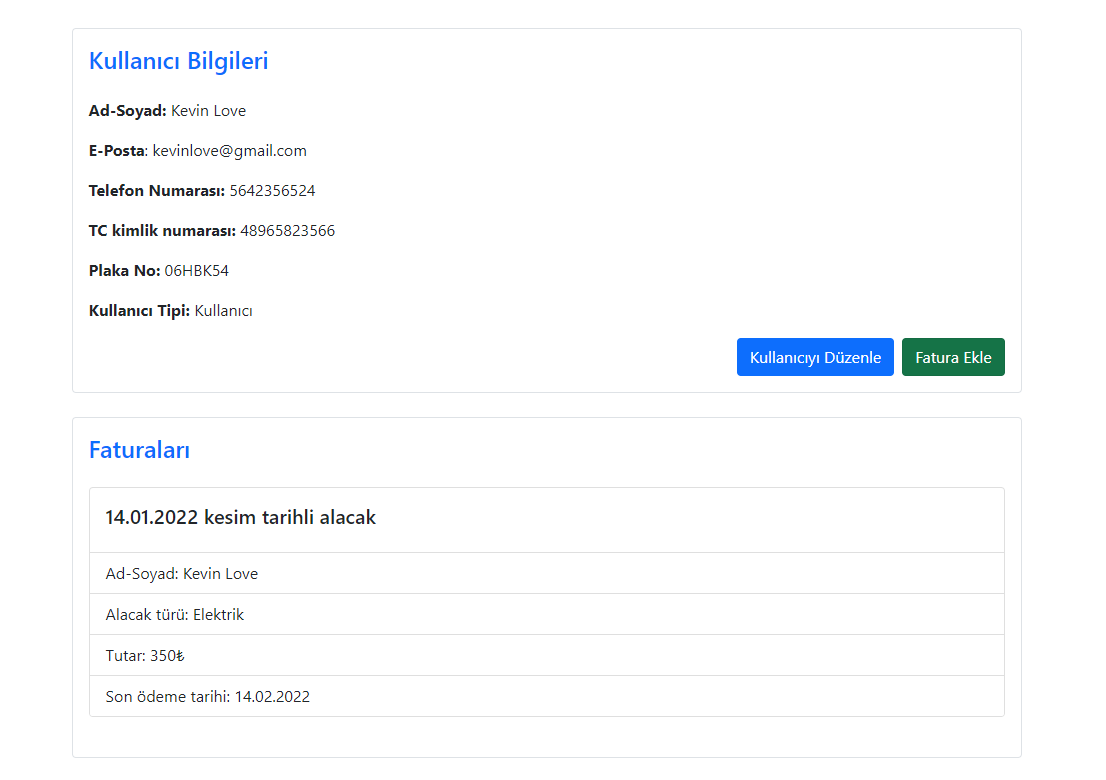 Kullanıcı Bilgileri
Ad-Soyad: Kevin Love
E-Posta: kevinlove@gmail.com
Telefon Numarası: 5642356524
TC kimlik numarası: 48965823566
Plaka No: 06HBK54
Kullanıcı Tipi: Kullanıcı
Kullanıcıyı Düzenle Fatura Ekle
Faturaları
14.01.2022 kesim tarihli alacak
Ad-Soyad: Kevin Love
Alacak türü: Elektrik
Tutar: 350₺
Son ödeme tarihi: 14.02.2022